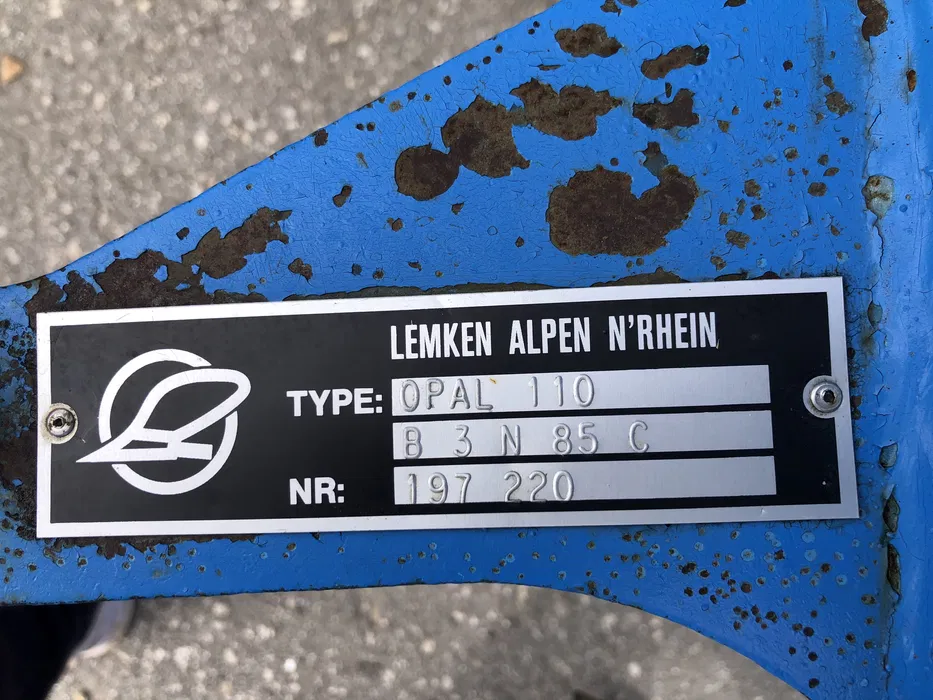 LEMKEN ALPEN N'RHEIN
TYPE: OPAL 110
B 3 N 85 C
NR: 197 220